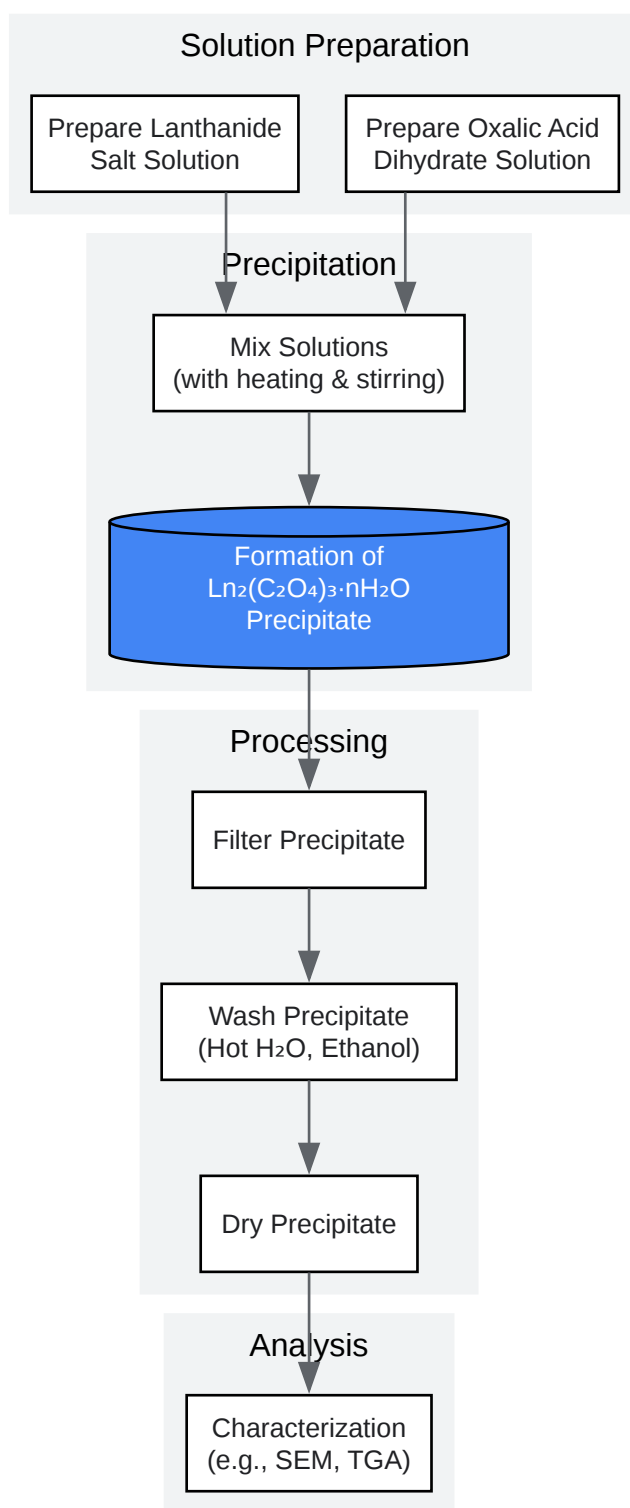 Solution Preparation
Prepare Lanthanide
Salt Solution
Prepare Oxalic Acid
Dihydrate Solution
Precipitation
Mix Solutions
(with heating & stirring)
Formation of
Ln₂(C₂O₄)₃·nH₂O
Precipitate
Processing
Filter Precipitate
Wash Precipitate
(Hot H₂O, Ethanol)
Dry Precipitate
Analysis
Characterization
(e.g., SEM, TGA)